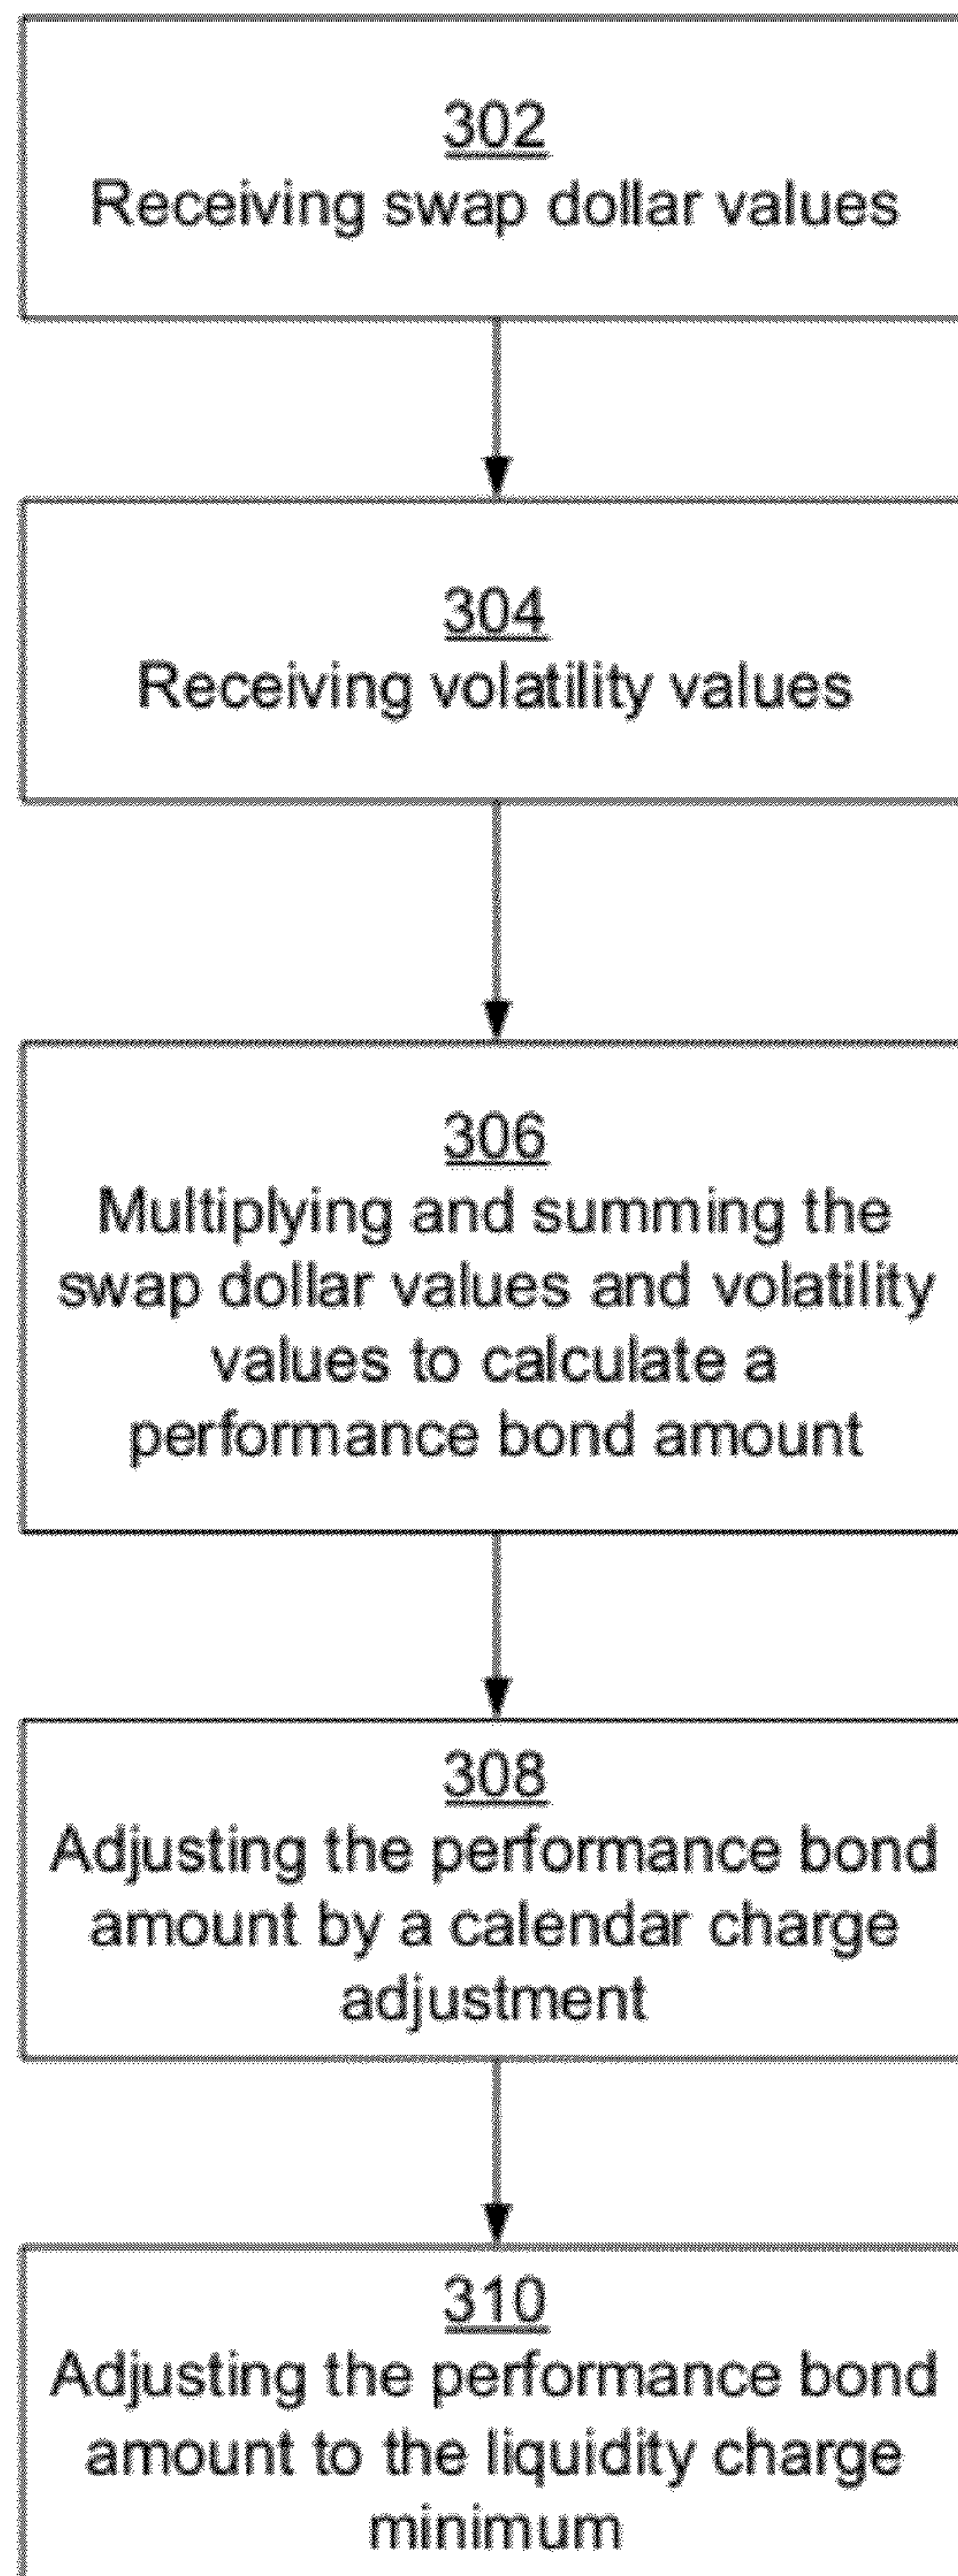 302
Receiving swap dollar values
304
Receiving volatility values
306
Multiplying and summing the
swap dollar values and volatility
values to calculate a
performance bond amount
308
Adjusting the performance bond
amount by a calendar charge
adjustment
310
Adjusting the performance bond
amount to the liquidity charge
minimum